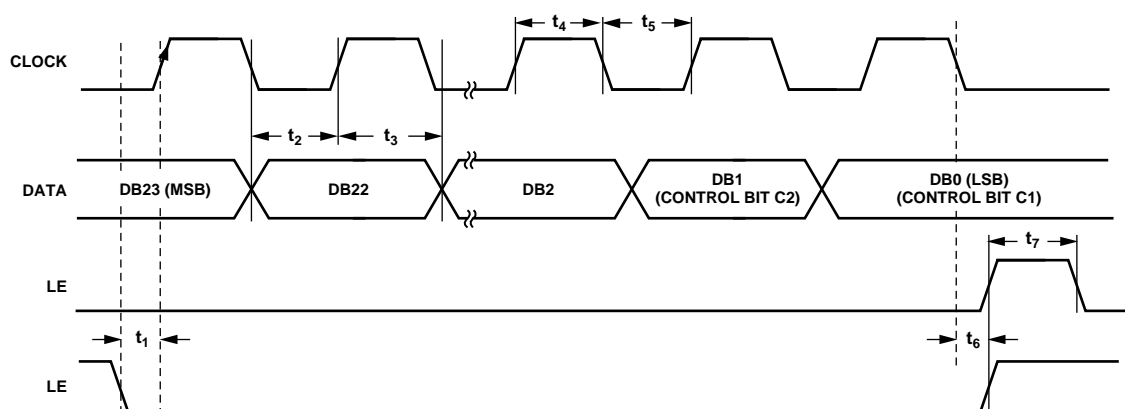 t4
t5
CLOCK
t2
t3
DATA
DB23 (MSB)
DB22
DB2
DB1
(CONTROL BIT C2)
DB0 (LSB)
(CONTROL BIT C1)
t7
LE
t1
t6
LE